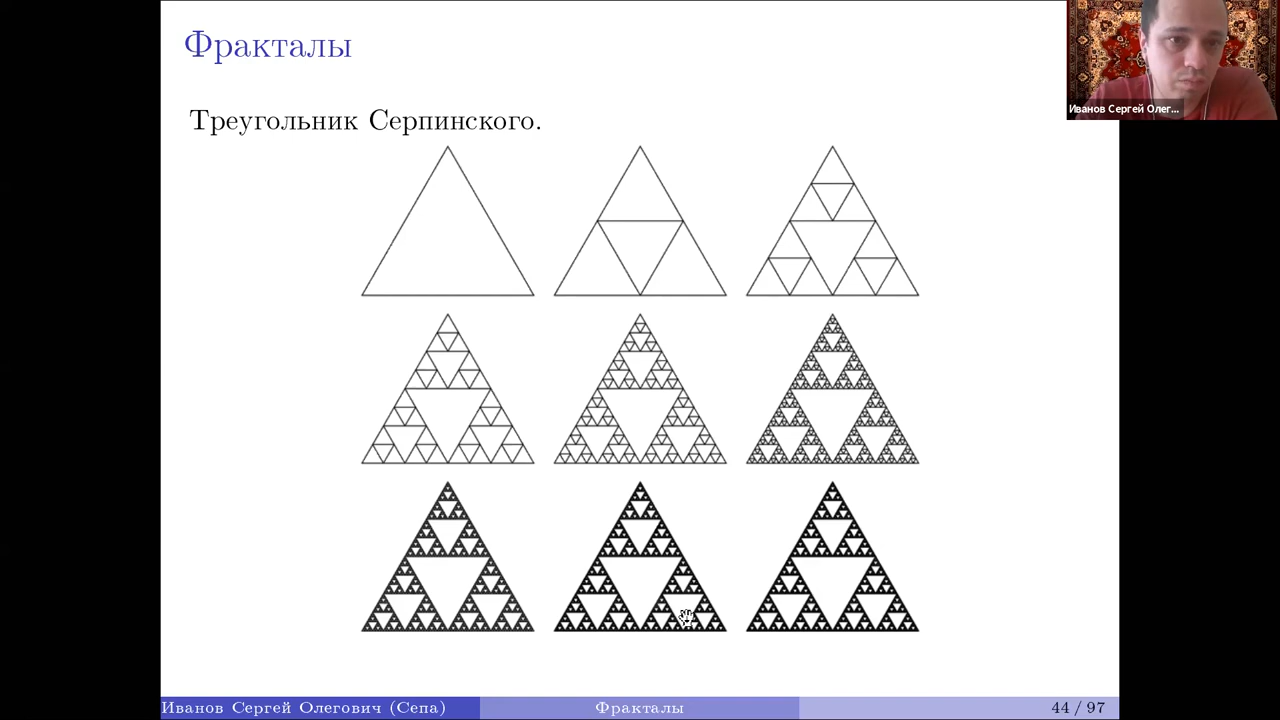 Фракталы
Иванов Сергей Олег...
Треугольник Серпинского.
Иванов Сергей Олегович (Сепа)
Фракталы
44 / 97